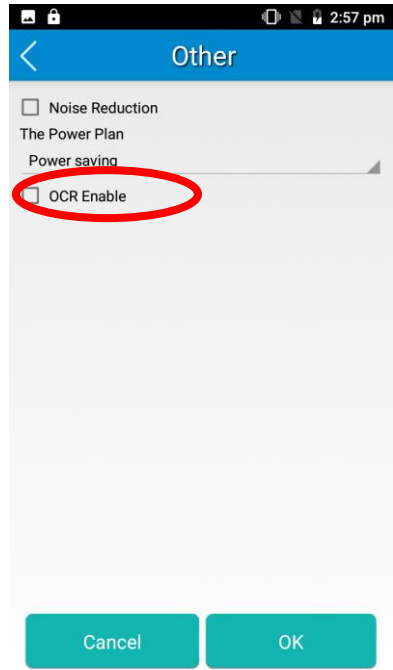 2:57 pm
Other
Noise Reduction
The Power Plan
Power saving
OCR Enable
Cancel
OK